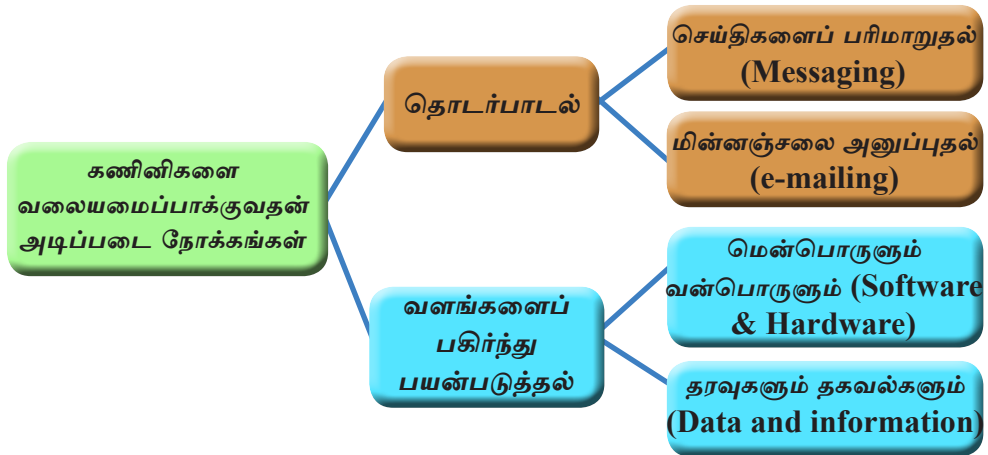 கணினிகளை
வலையமைப்பாக்குவதன்
அடிப்படை நோக்கங்கள்
தொடர்பாடல்
செய்திகளைப் பரிமாறுதல்
(Messaging)
மின்னஞ்சலை அனுப்புதல்
(e-mailing)
வளங்களைப்
பகிர்ந்து
பயன்படுத்தல்
மென்பொருளும்
வன்பொருளும் (Software
& Hardware)
தரவுகளும் தகவல்களும்
(Data and information)